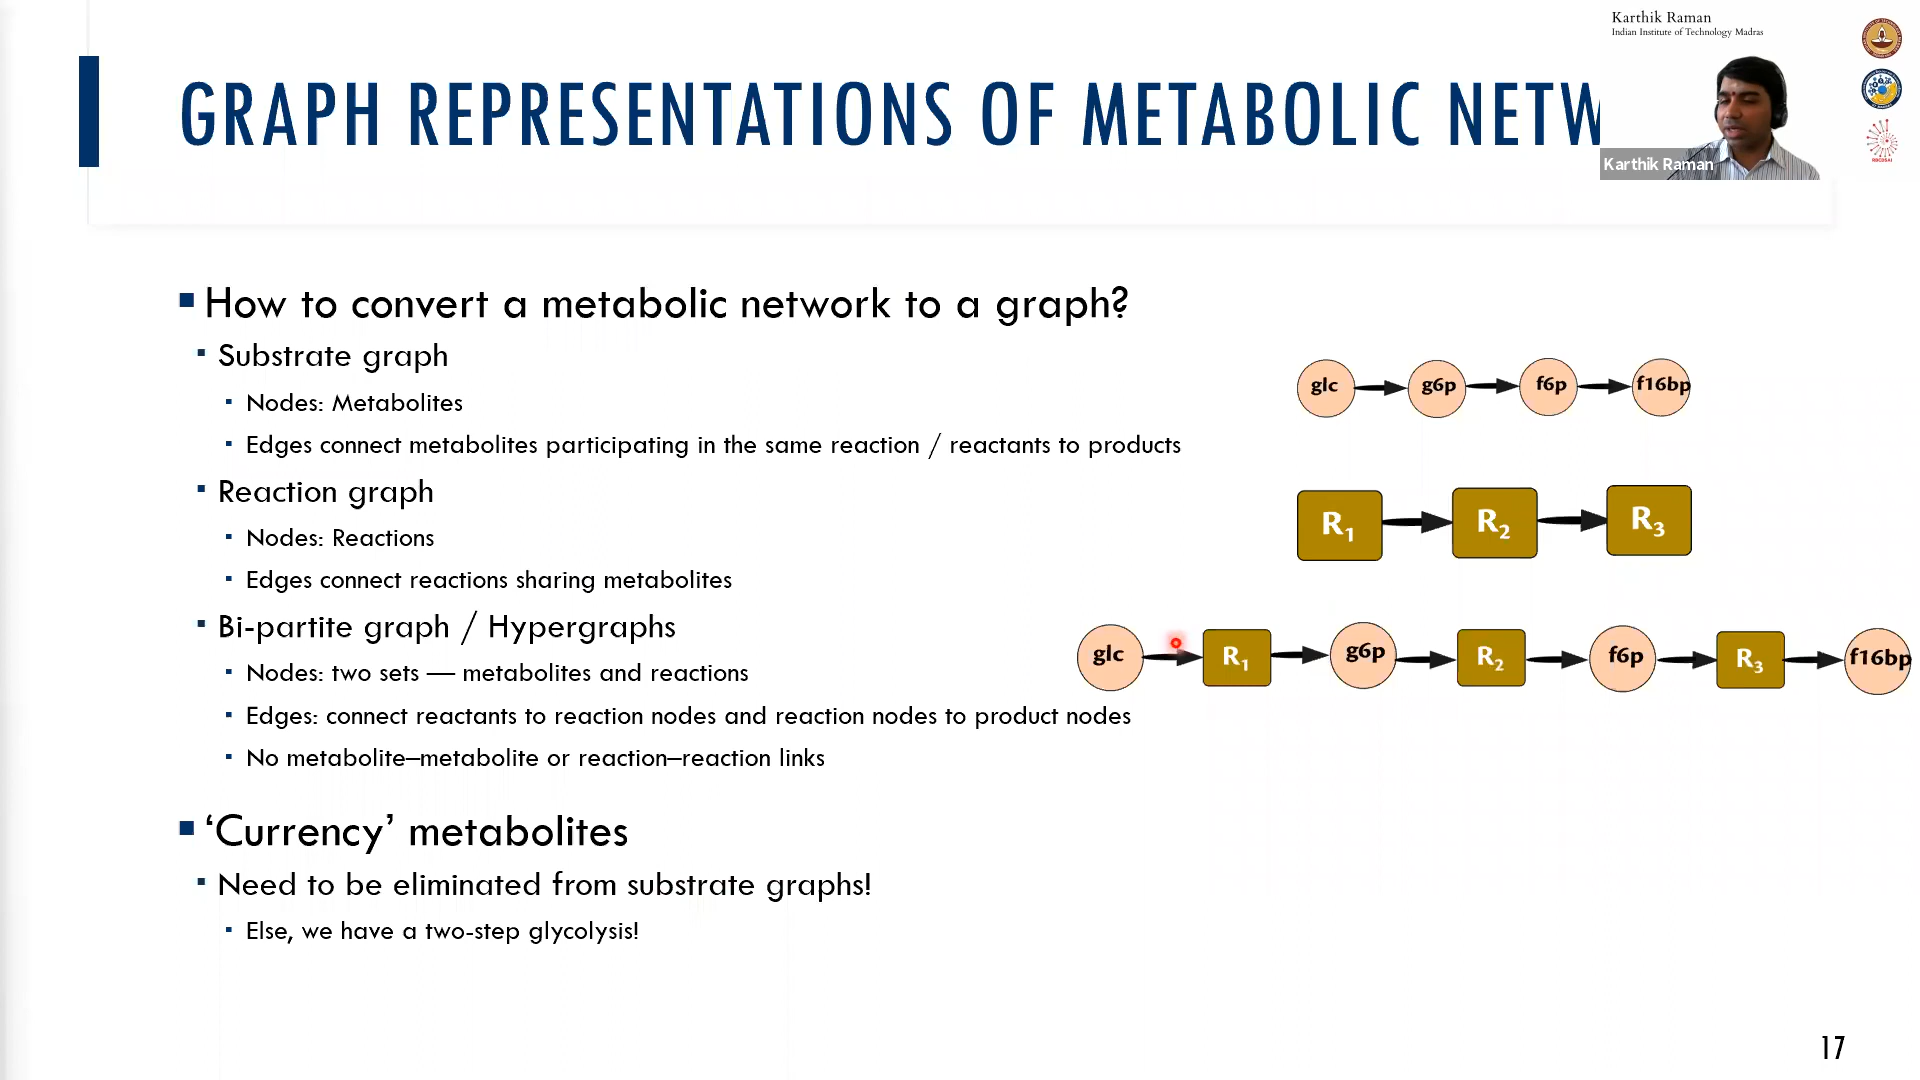 Karthik Raman
Indian Institute of Technology Madras
GRAPH REPRESENTATIONS OF METABOLIC NETW
Karthik Raman
RBCDSAI
▪ How to convert a metabolic network to a graph?
▪ Substrate graph
▪ Nodes: Metabolites
▪ Edges connect metabolites participating in the same reaction / reactants to products
glc g6p f6p f16bp
▪ Reaction graph
▪ Nodes: Reactions
▪ Edges connect reactions sharing metabolites
R1 R2 R3
▪ Bi-partite graph / Hypergraphs
▪ Nodes: two sets — metabolites and reactions
▪ Edges: connect reactants to reaction nodes and reaction nodes to product nodes
▪ No metabolite–metabolite or reaction–reaction links
glc R1 g6p R2 f6p R3 f16bp
▪ ‘Currency’ metabolites
▪ Need to be eliminated from substrate graphs!
▪ Else, we have a two-step glycolysis!
17